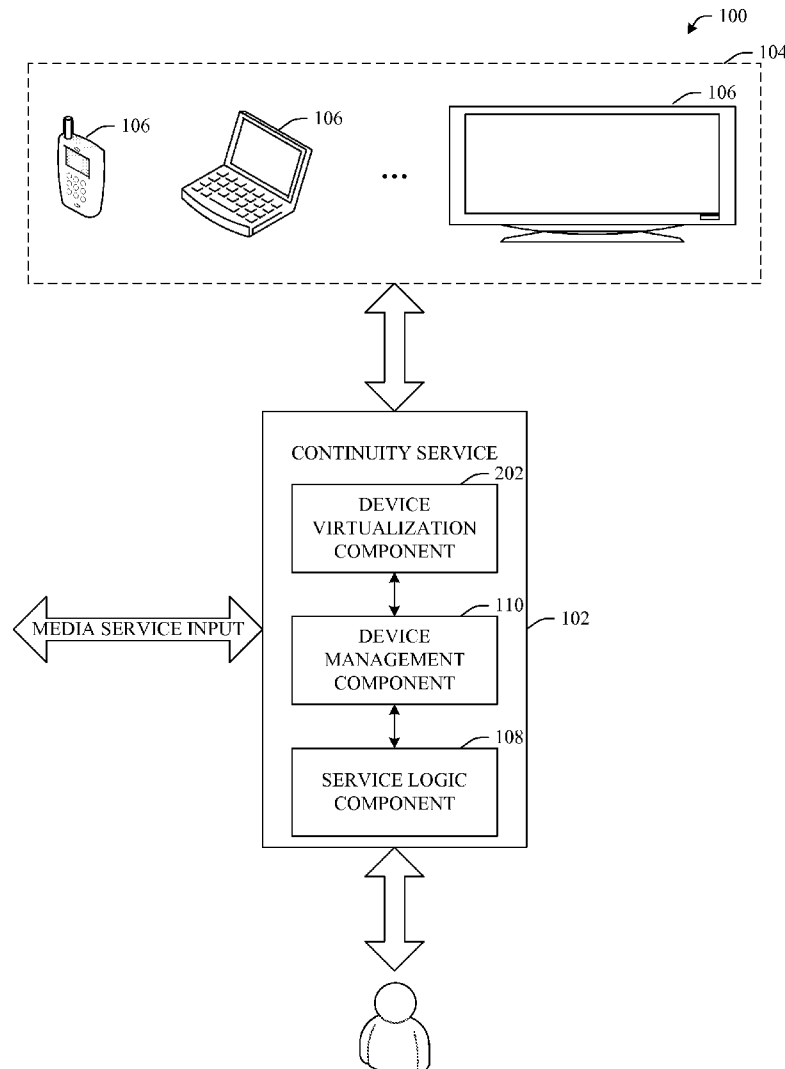 100
104
106
106
106
...
CONTINUITY SERVICE
202
DEVICE
VIRTUALIZATION
COMPONENT
MEDIA SERVICE INPUT
110
102
DEVICE
MANAGEMENT
COMPONENT
108
SERVICE LOGIC
COMPONENT